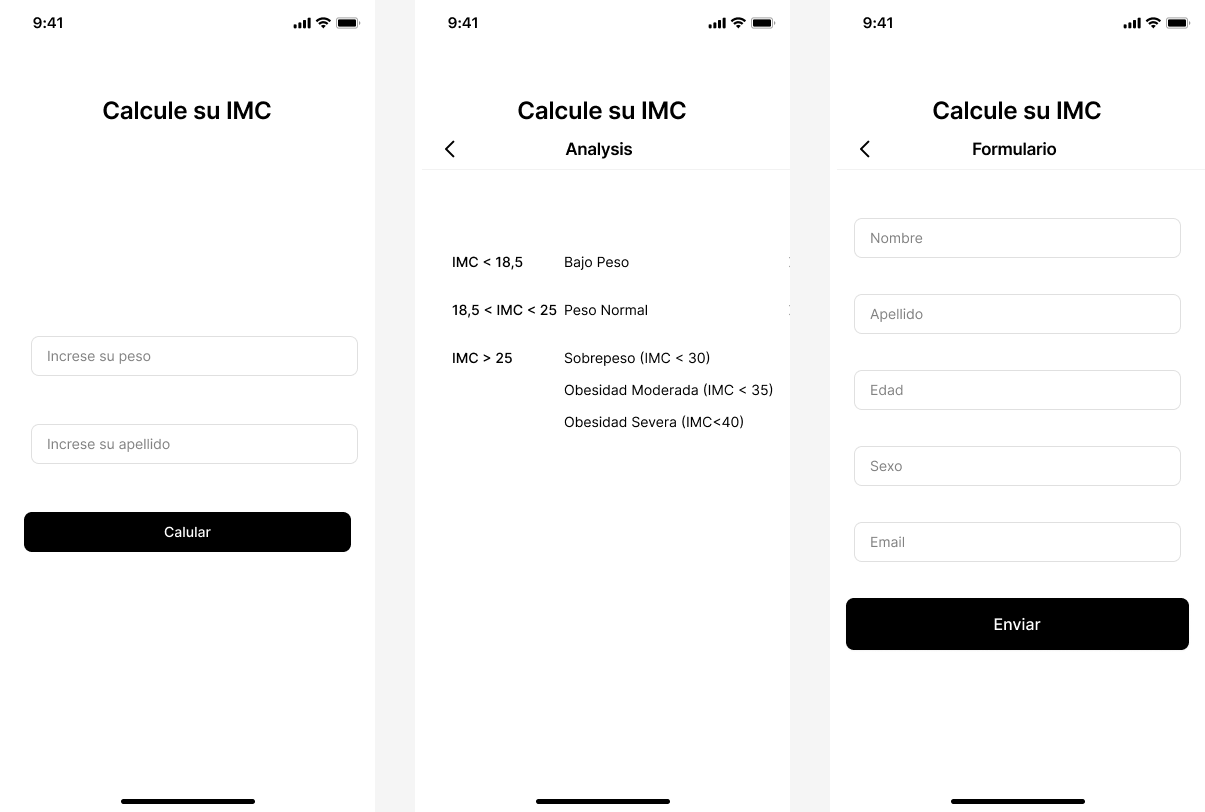 9:41
Calcule su IMC
Increse su peso
Increse su apellido
Calular
9:41
Calcule su IMC
Analysis
IMC < 18,5 Bajo Peso
18,5 < IMC < 25 Peso Normal
IMC > 25 Sobrepeso (IMC < 30)
Obesidad Moderada (IMC < 35)
Obesidad Severa (IMC<40)
9:41
Calcule su IMC
Formulario
Nombre
Apellido
Edad
Sexo
Email
Enviar